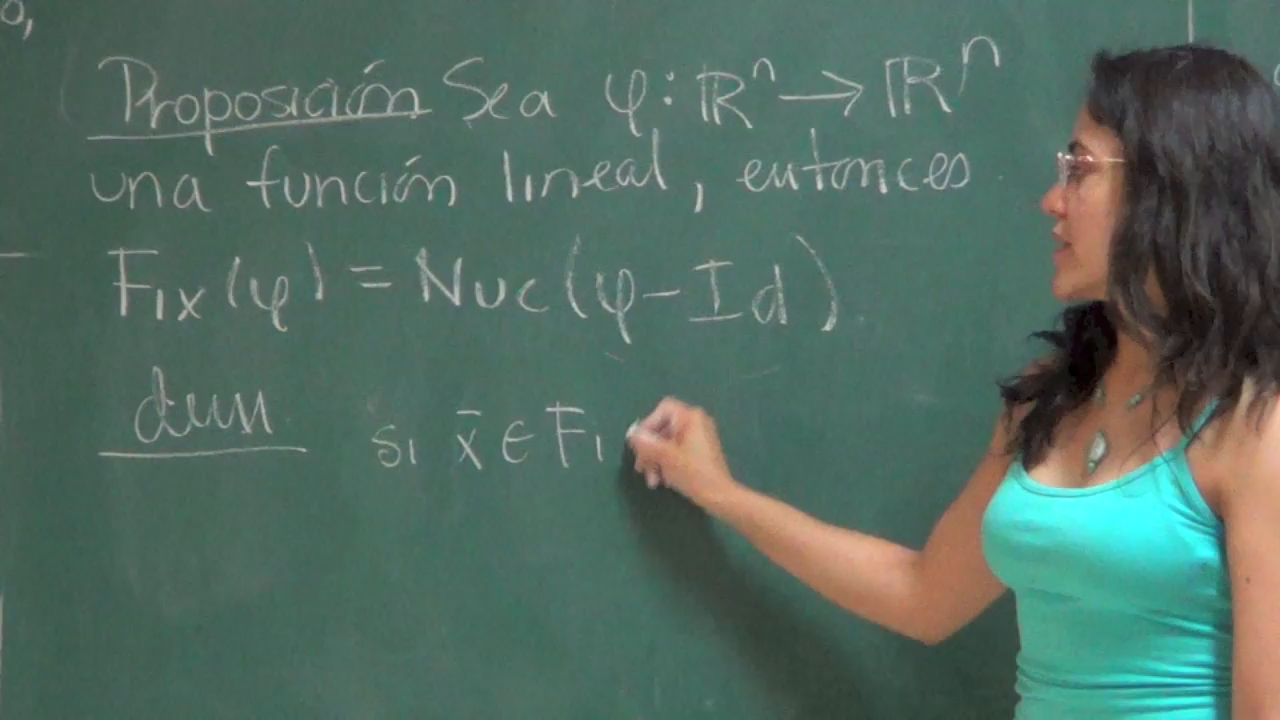 Proposición Sea φ: ℝⁿ → ℝⁿ
una función lineal, entonces
Fix(φ) = Nuc(φ - Id)
dem si x̄ ∈ Fi